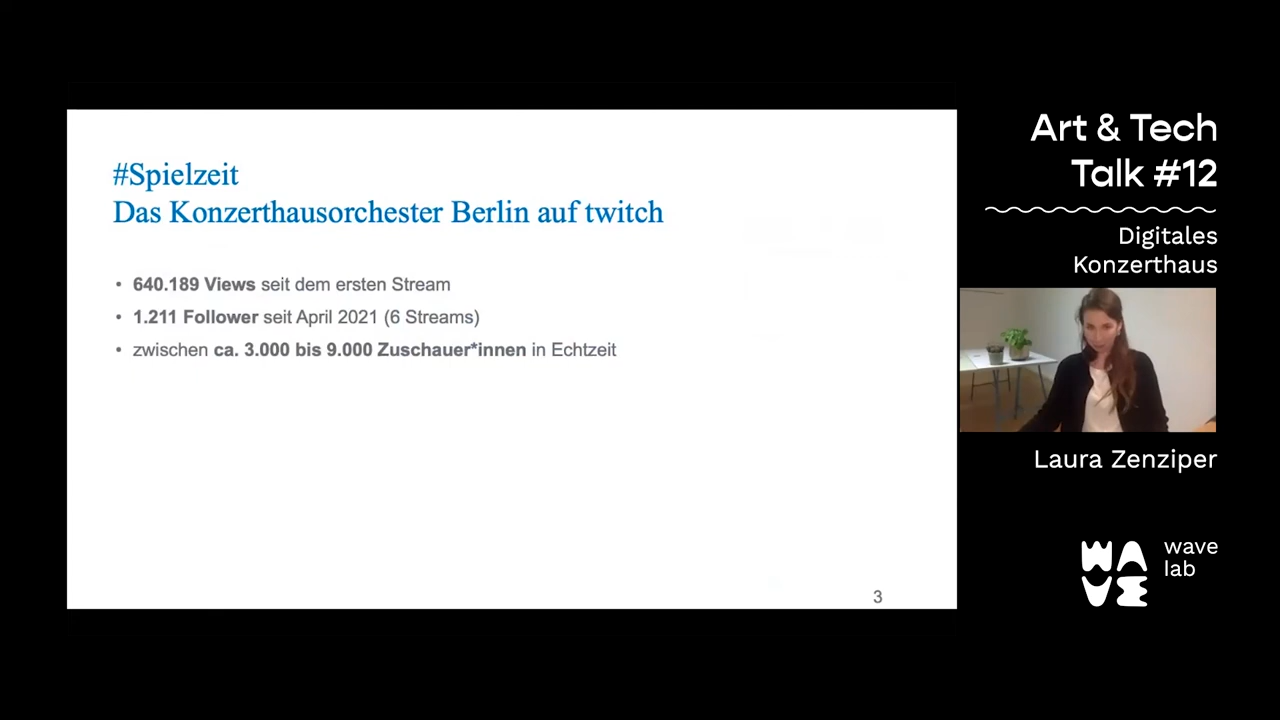 #Spielzeit
Das Konzerthausorchester Berlin auf twitch
• 640.189 Views seit dem ersten Stream
• 1.211 Follower seit April 2021 (6 Streams)
• zwischen ca. 3.000 bis 9.000 Zuschauer*innen in Echtzeit
3
Art & Tech
Talk #12
Digitales
Konzerthaus
Laura Zenziper
WAVE
wave
lab